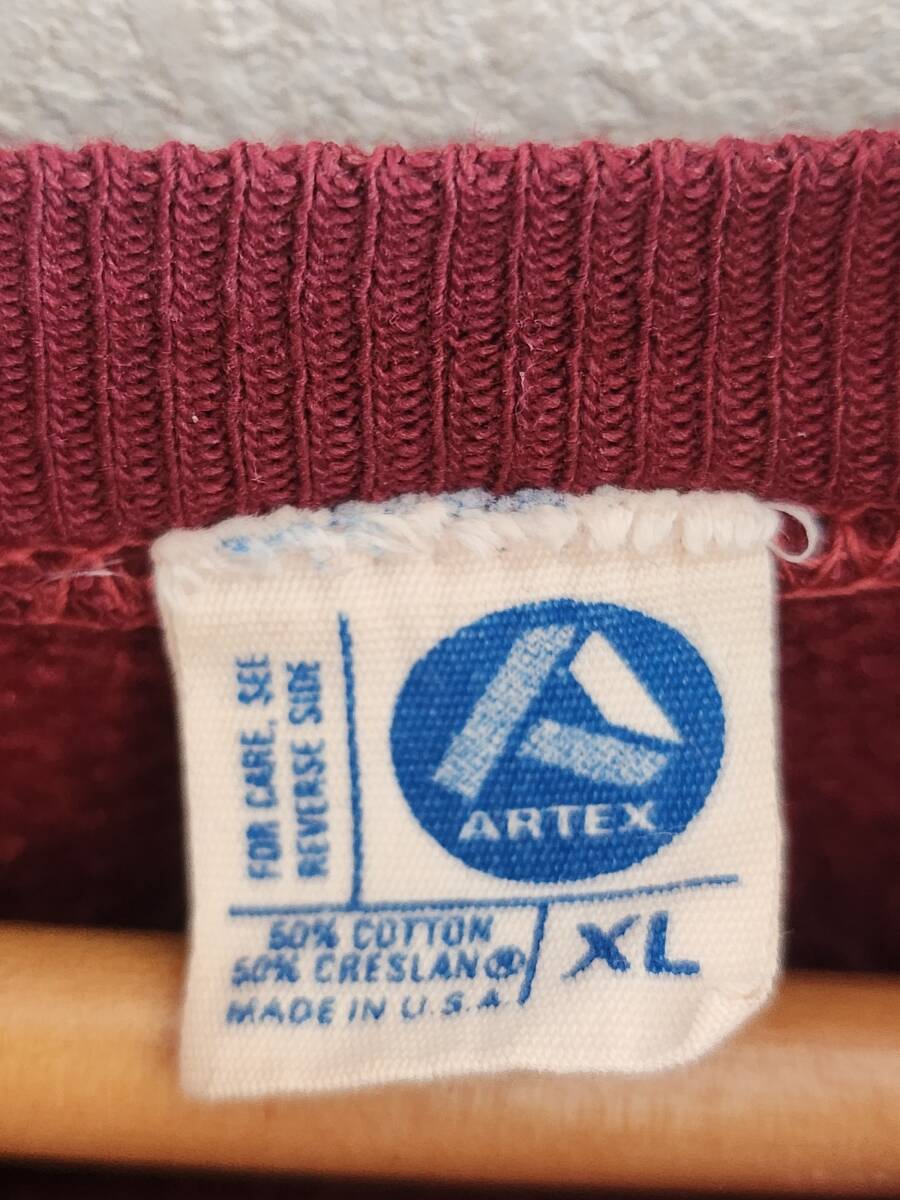 FOR CARE, SEE
REVERSE SIDE
ARTEX
50% COTTON
50% CRESLAN®
MADE IN U.S.A.
XL